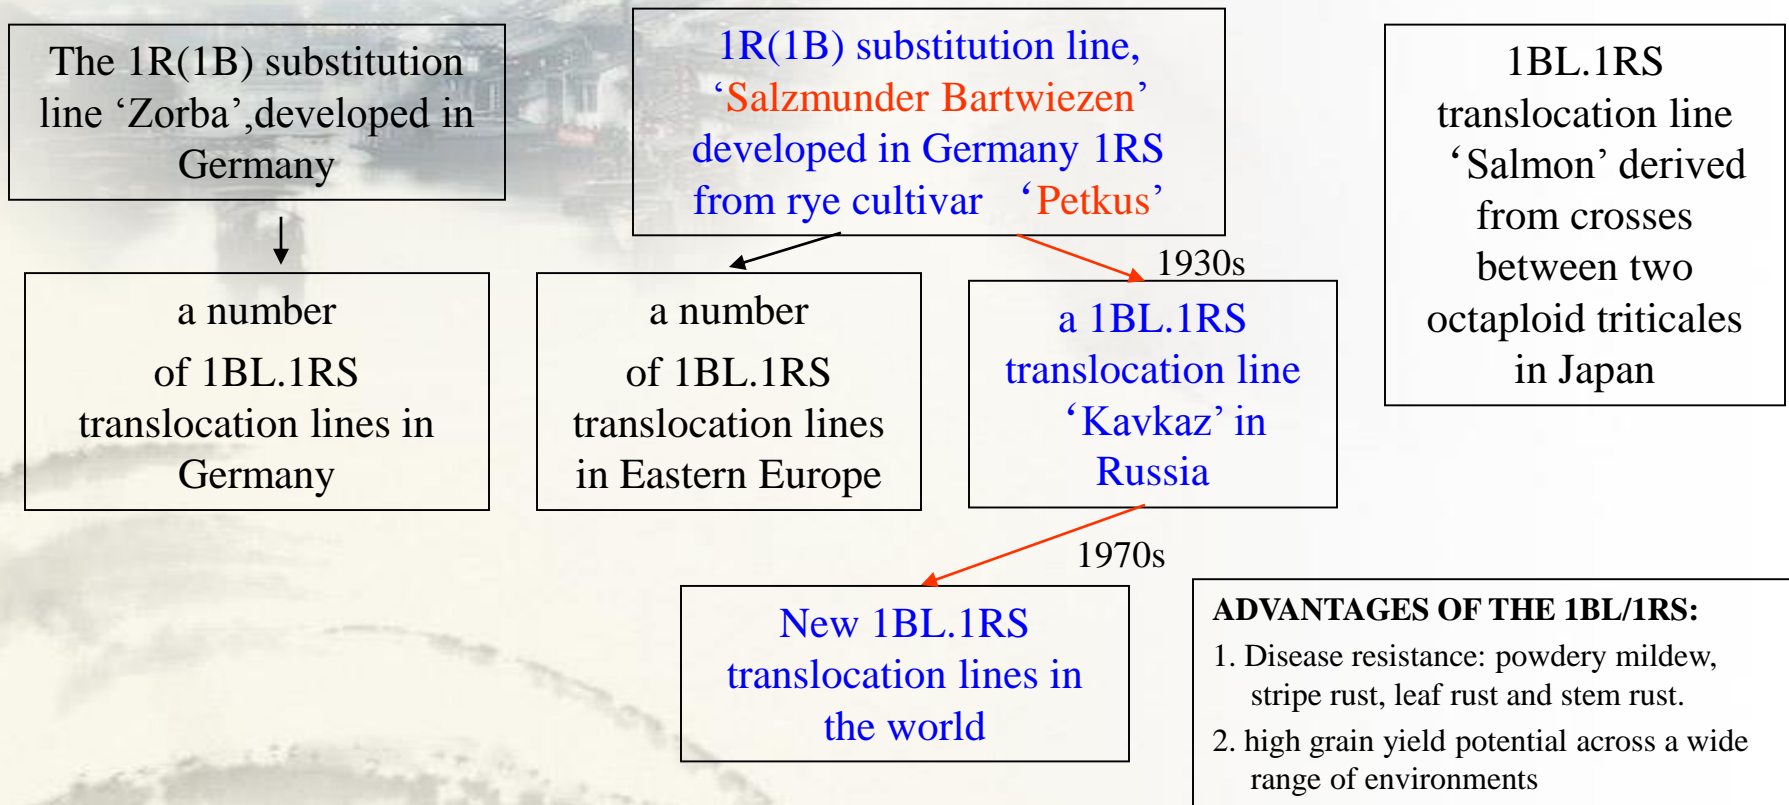 The 1R(1B) substitution
line ‘Zorba’,developed in
Germany
1R(1B) substitution line,
‘Salzmunder Bartwiezen’
developed in Germany 1RS
from rye cultivar ‘Petkus’
1BL.1RS
translocation line
‘Salmon’ derived
from crosses
between two
octaploid triticales
in Japan
1930s
a number
of 1BL.1RS
translocation lines in
Germany
a number
of 1BL.1RS
translocation lines
in Eastern Europe
a 1BL.1RS
translocation line
‘Kavkaz’ in
Russia
1970s
New 1BL.1RS
translocation lines in
the world
ADVANTAGES OF THE 1BL/1RS:
1. Disease resistance: powdery mildew,
stripe rust, leaf rust and stem rust.
2. high grain yield potential across a wide
range of environments